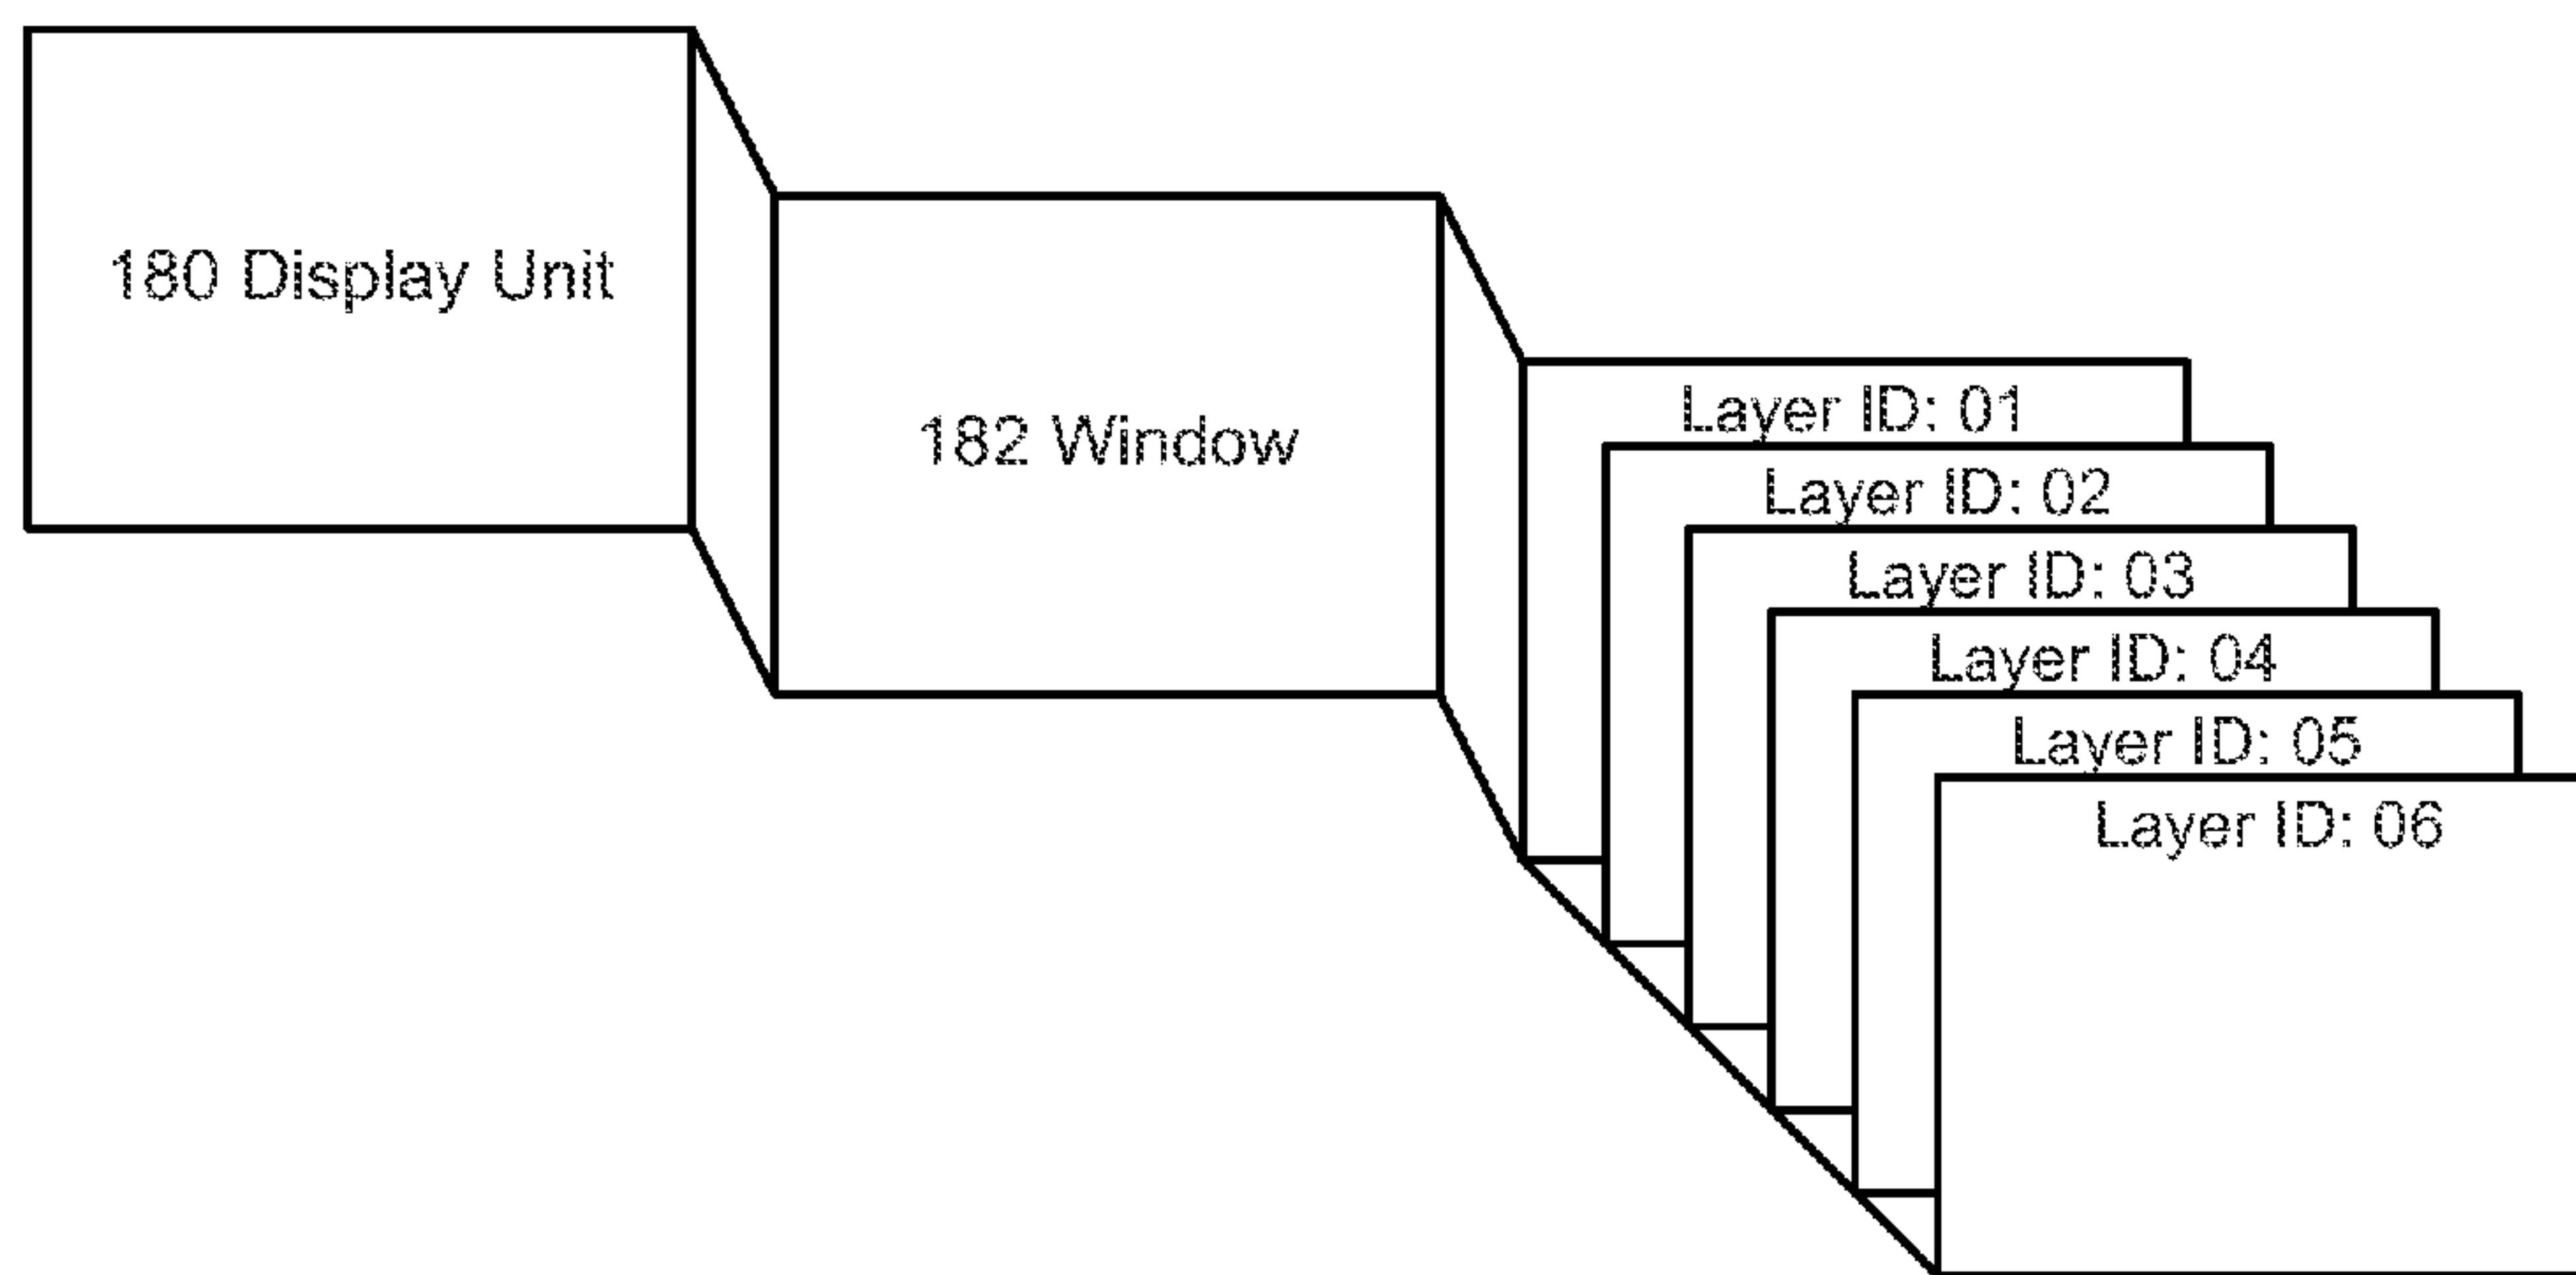 180 Display Unit
182 Window
Layer ID: 01
Layer ID: 02
Layer ID: 03
Layer ID: 04
Layer ID: 05
Layer ID: 06